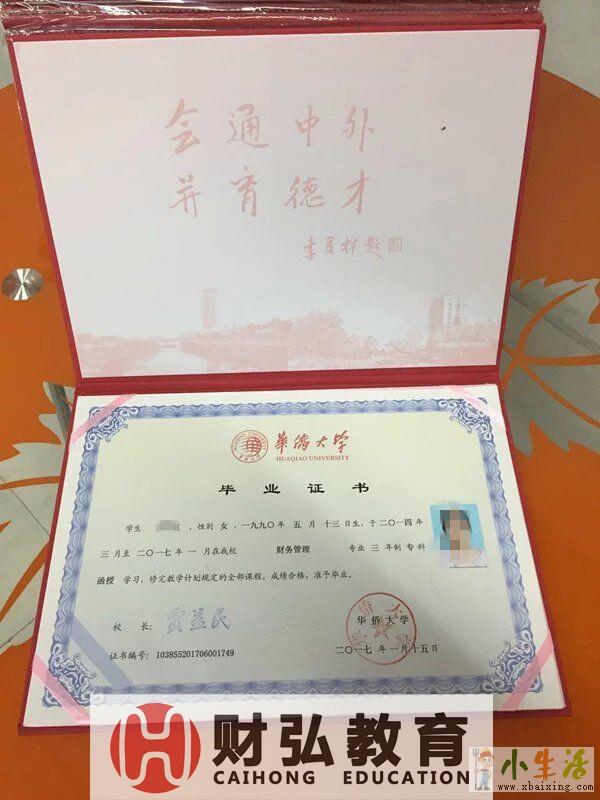 会通中外
并育德才
季羡林题
華僑大学
HUAQIAO UNIVERSITY
毕业证书
学生 红，性别 女，一九九〇年 五月 十三日生，于二〇一四年
三月至二〇一七年 一月在我校 财务管理 专业 三年制 专科
函授 学习，修完教学计划规定的全部课程，成绩合格，准予毕业。
校 长： 贾益民
华侨大学
证书编号： 103855201706001749
二〇一七年 一月十五日
财弘教育
CAIHONG EDUCATION
小生活
www.xbaixing.com